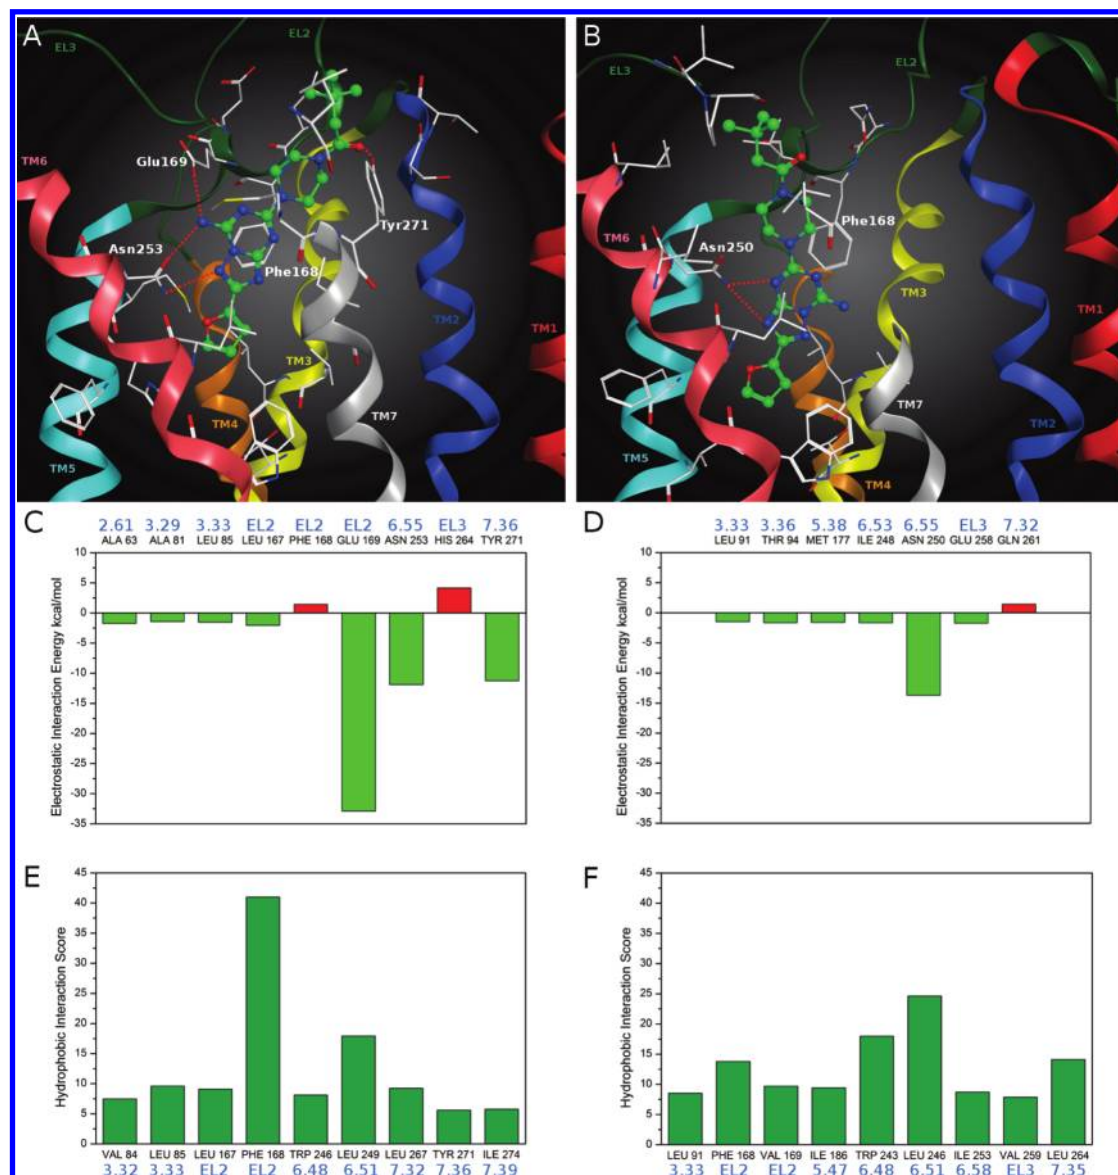 A
EL3
EL2
TM6
Glu169
Asn253
Tyr271
Phe168
TM2
TM1
TM3
TM7
TM4
TM5
B
EL3
EL2
TM6
Phe168
Asn250
TM3
TM1
TM7
TM2
TM5
TM4
C
2.61 3.29 3.33 EL2 EL2 EL2 6.55 EL3 7.36
ALA 63 ALA 81 LEU 85 LEU 167 PHE 168 GLU 169 ASN 253 HIS 264 TYR 271
10
5
0
-5
-10
-15
-20
-25
-30
-35
Electrostatic Interaction Energy kcal/mol
D
3.33 3.36 5.38 6.53 6.55 EL3 7.32
LEU 91 THR 94 MET 177 ILE 248 ASN 250 GLU 258 GLN 261
10
5
0
-5
-10
-15
-20
-25
-30
-35
Electrostatic Interaction Energy kcal/mol
E
45
40
35
30
25
20
15
10
5
0
Hydrophobic Interaction Score
VAL 84 LEU 85 LEU 167 PHE 168 TRP 246 LEU 249 LEU 267 TYR 271 ILE 274
3.32 3.33 EL2 EL2 6.48 6.51 7.32 7.36 7.39
F
45
40
35
30
25
20
15
10
5
0
Hydrophobic Interaction Score
LEU 91 PHE 168 VAL 169 ILE 186 TRP 243 LEU 246 ILE 253 VAL 259 LEU 264
3.33 EL2 EL2 5.47 6.48 6.51 6.58 EL3 7.35